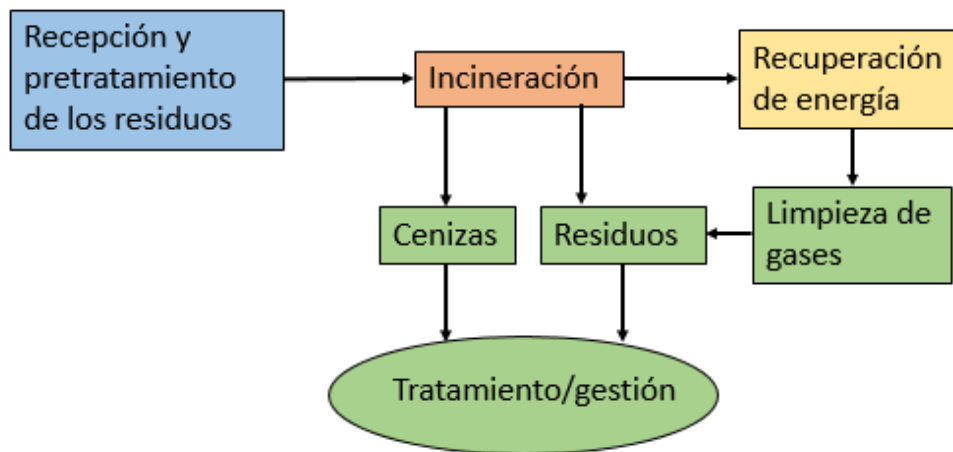 Recepción y
pretratamiento
de los residuos
Incineración
Recuperación
de energía
Cenizas
Residuos
Limpieza de
gases
Tratamiento/gestión